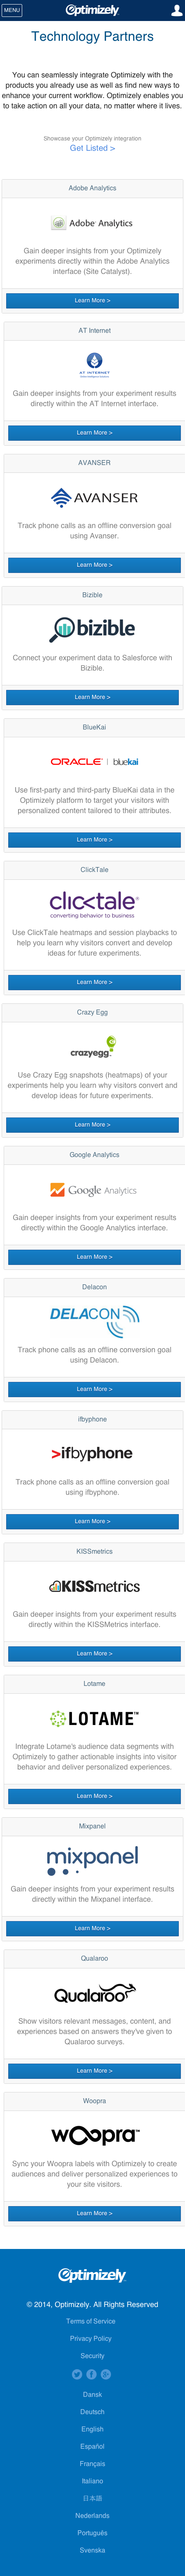 MENU
Optimizely
Technology Partners
You can seamlessly integrate Optimizely with the
products you already use as well as find new ways to
enhance your current workflow. Optimizely enables you
to take action on all your data, no matter where it lives.
Showcase your Optimizely integration
Get Listed >
Adobe Analytics
Adobe® Analytics
Gain deeper insights from your Optimizely
experiments directly within the Adobe Analytics
interface (Site Catalyst).
Learn More >
AT Internet
AT INTERNET
Gain deeper insights from your experiment results
directly within the AT Internet interface.
Learn More >
AVANSER
AVANSER
Track phone calls as an offline conversion goal
using Avanser.
Learn More >
Bizible
bizible
Connect your experiment data to Salesforce with
Bizible.
Learn More >
BlueKai
ORACLE® | bluekai
Use first-party and third-party BlueKai data in the
Optimizely platform to target your visitors with
personalized content tailored to their attributes.
Learn More >
ClickTale
clicktale®
converting behavior to business
Use ClickTale heatmaps and session playbacks to
help you learn why visitors convert and develop
ideas for future experiments.
Learn More >
Crazy Egg
crazyegg
Use Crazy Egg snapshots (heatmaps) of your
experiments help you learn why visitors convert and
develop ideas for future experiments.
Learn More >
Google Analytics
Google Analytics
Gain deeper insights from your experiment results
directly within the Google Analytics interface.
Learn More >
Delacon
DELACON
Track phone calls as an offline conversion goal
using Delacon.
Learn More >
ifbyphone
>ifbyphone
Track phone calls as an offline conversion goal
using ifbyphone.
Learn More >
KISSmetrics
KISSmetrics
Gain deeper insights from your experiment results
directly within the KISSMetrics interface.
Learn More >
Lotame
LOTAME™
Integrate Lotame's audience data segments with
Optimizely to gather actionable insights into visitor
behavior and deliver personalized experiences.
Learn More >
Mixpanel
mixpanel
Gain deeper insights from your experiment results
directly within the Mixpanel interface.
Learn More >
Qualaroo
Qualaroo
Show visitors relevant messages, content, and
experiences based on answers they've given to
Qualaroo surveys.
Learn More >
Woopra
woopra™
Sync your Woopra labels with Optimizely to create
audiences and deliver personalized experiences to
your site visitors.
Learn More >
Optimizely
© 2014, Optimizely. All Rights Reserved
Terms of Service
Privacy Policy
Security
Dansk
Deutsch
English
Español
Français
Italiano
日本語
Nederlands
Português
Svenska